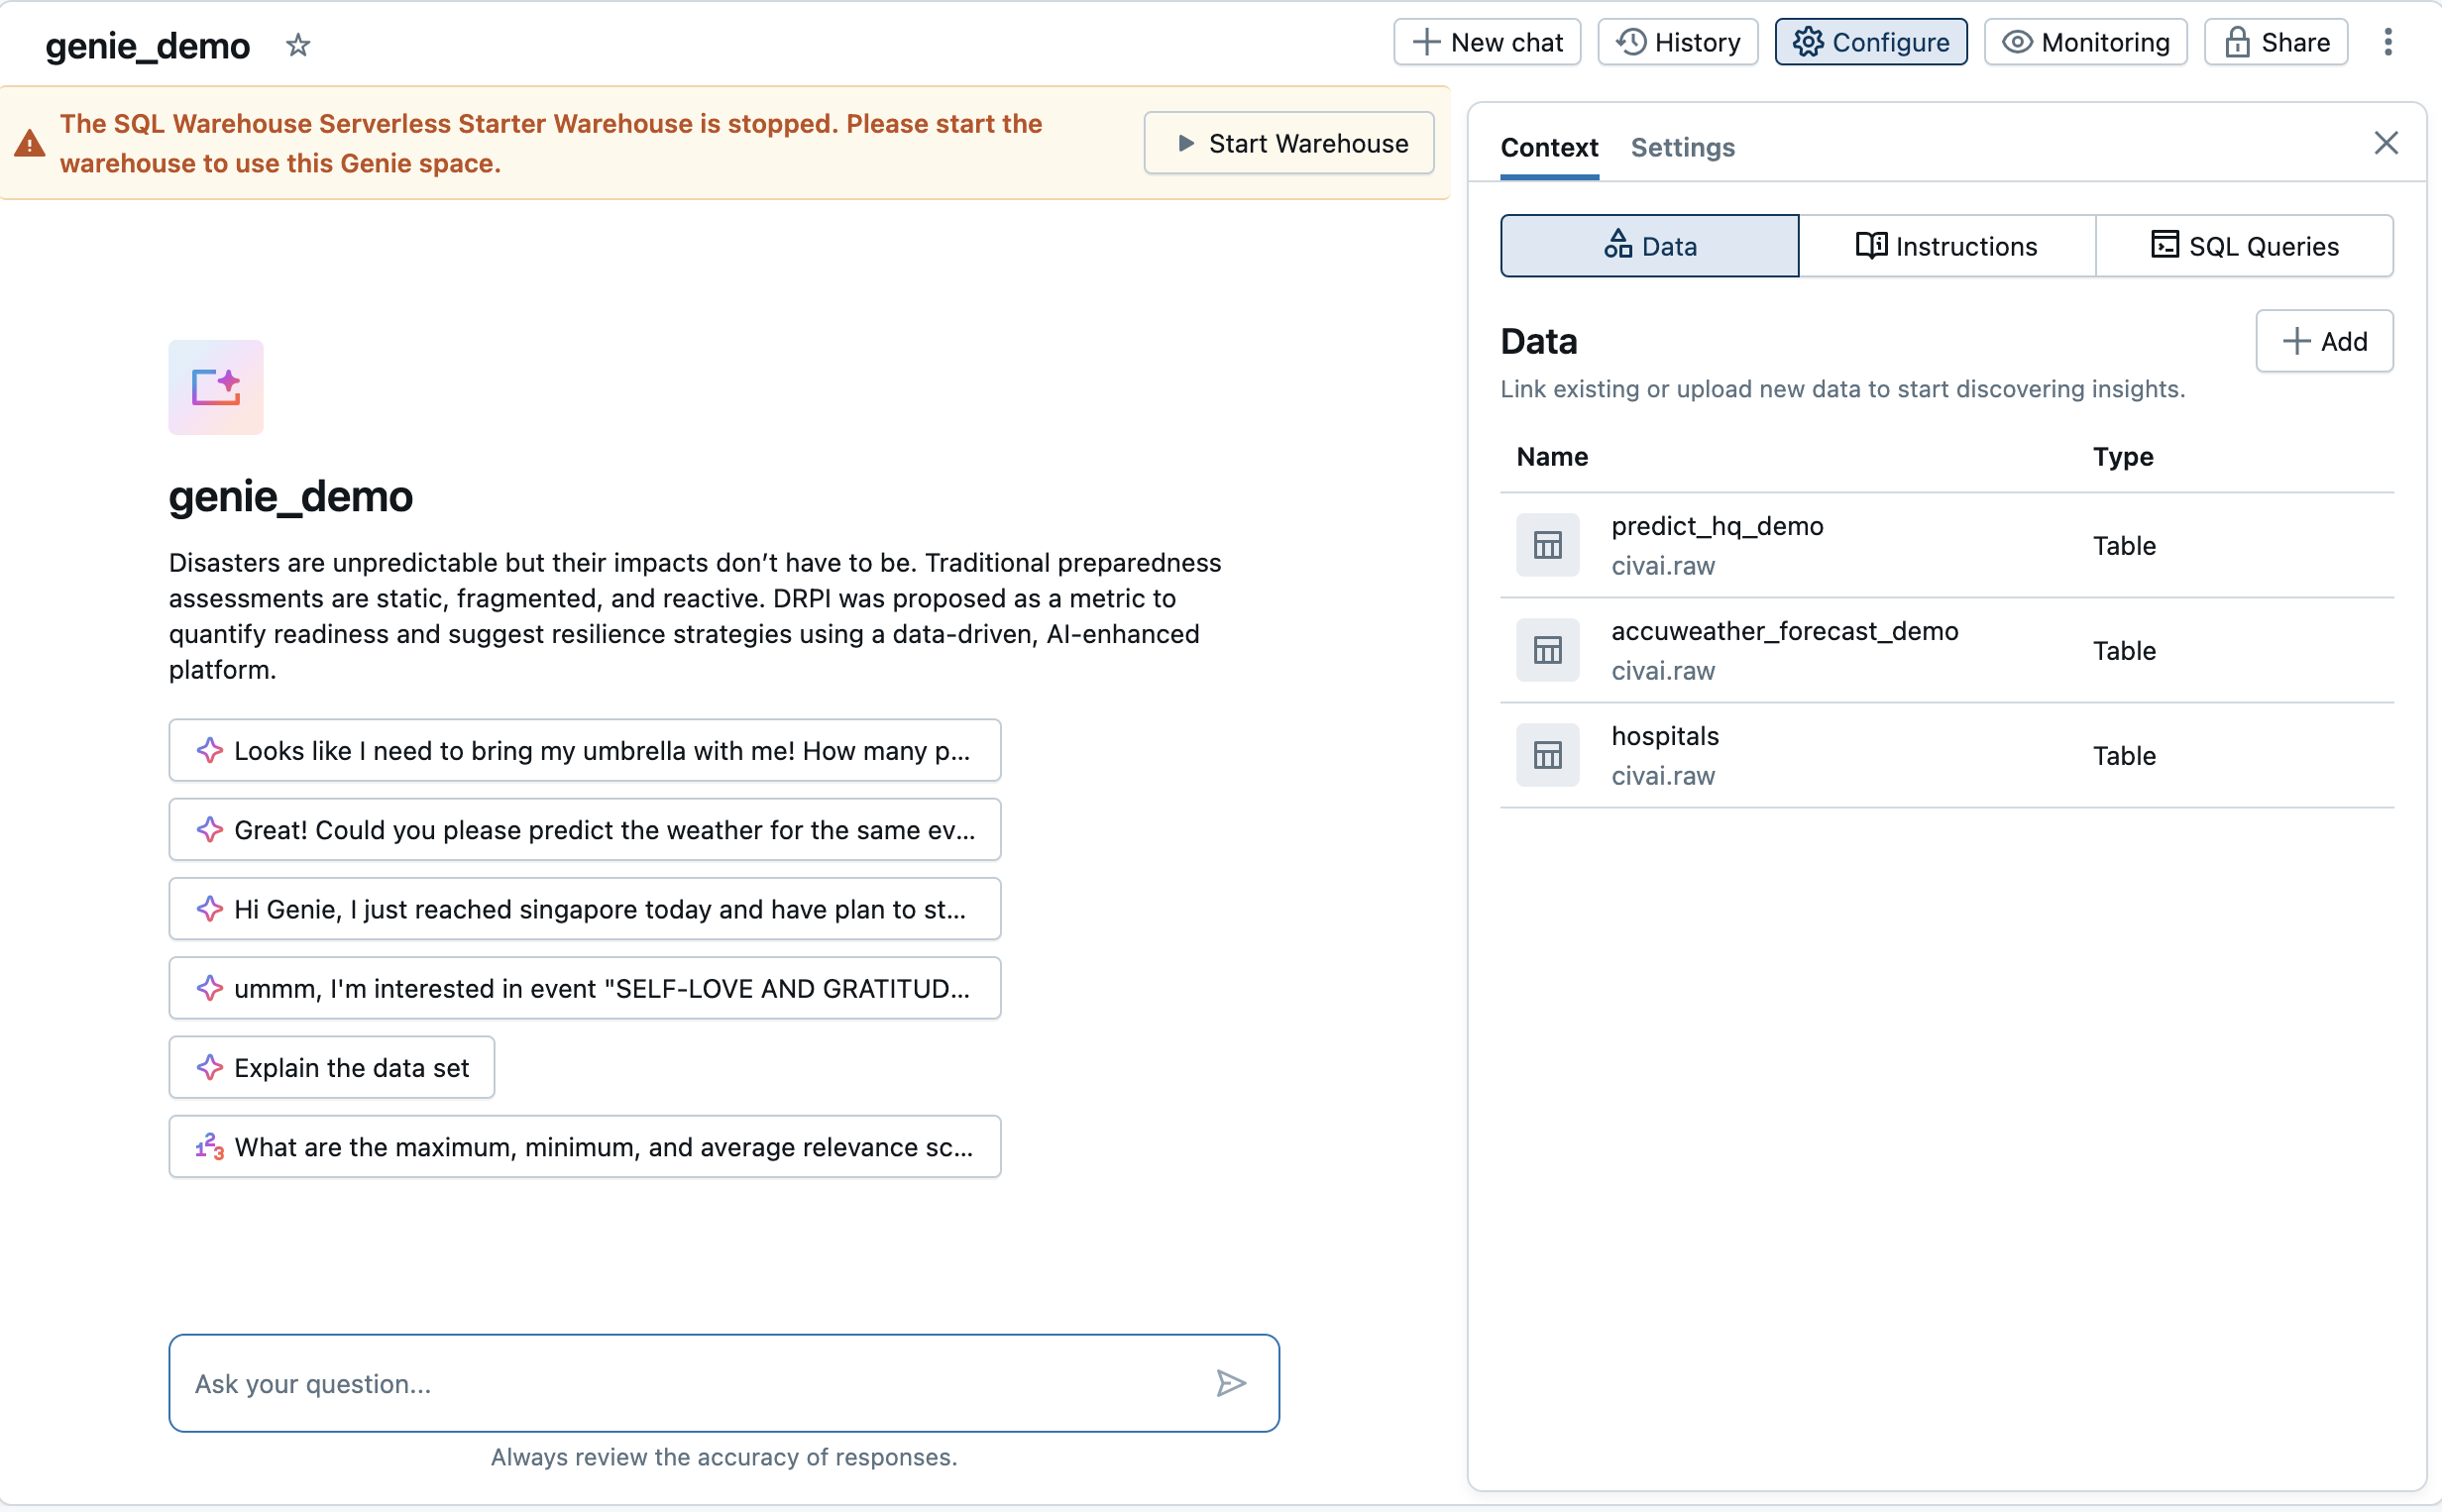 genie_demo
New chat
History
Configure
Monitoring
Share
The SQL Warehouse Serverless Starter Warehouse is stopped. Please start the
warehouse to use this Genie space.
Start Warehouse
genie_demo
Disasters are unpredictable but their impacts don’t have to be. Traditional preparedness
assessments are static, fragmented, and reactive. DRPI was proposed as a metric to
quantify readiness and suggest resilience strategies using a data-driven, AI-enhanced
platform.
Looks like I need to bring my umbrella with me! How many p...
Great! Could you please predict the weather for the same ev...
Hi Genie, I just reached singapore today and have plan to st...
ummm, I'm interested in event "SELF-LOVE AND GRATITUD...
Explain the data set
What are the maximum, minimum, and average relevance sc...
Ask your question...
Always review the accuracy of responses.
Context
Settings
Data
Instructions
SQL Queries
Data
Add
Link existing or upload new data to start discovering insights.
Name
Type
predict_hq_demo
civai.raw
Table
accuweather_forecast_demo
civai.raw
Table
hospitals
civai.raw
Table